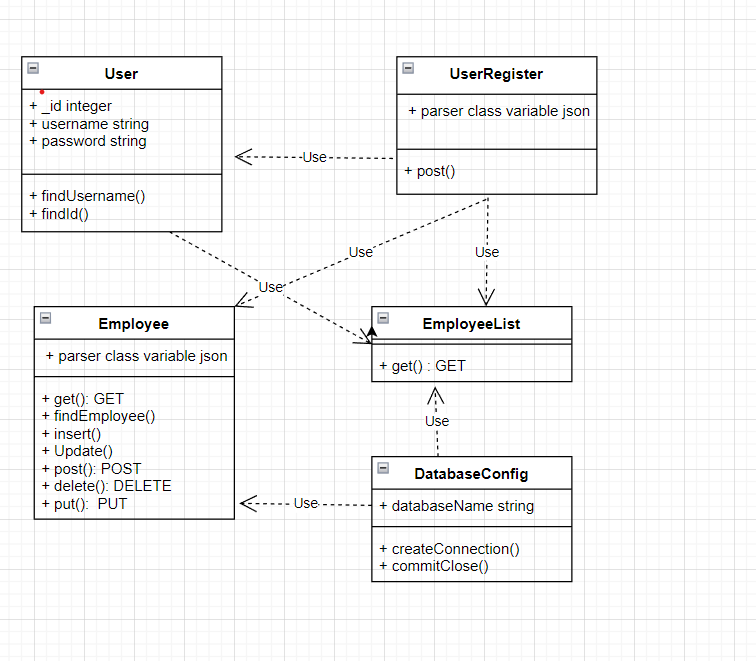 User
+ _id integer
+ username string
+ password string
+ findUsername()
+ findId()
UserRegister
+ parser class variable json
+ post()
Use
Use
Use
Use
Employee
+ parser class variable json
+ get(): GET
+ findEmployee()
+ insert()
+ Update()
+ post(): POST
+ delete(): DELETE
+ put(): PUT
EmployeeList
+ get() : GET
Use
Use
DatabaseConfig
+ databaseName string
+ createConnection()
+ commitClose()